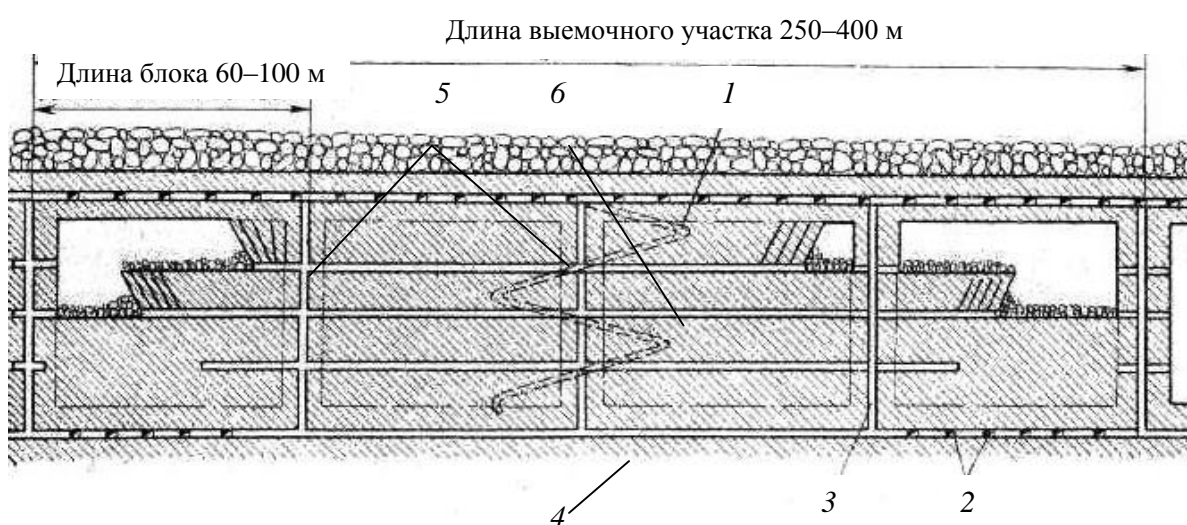 Длина выемочного участка 250–400 м
Длина блока 60–100 м
5 6 1
4 3 2